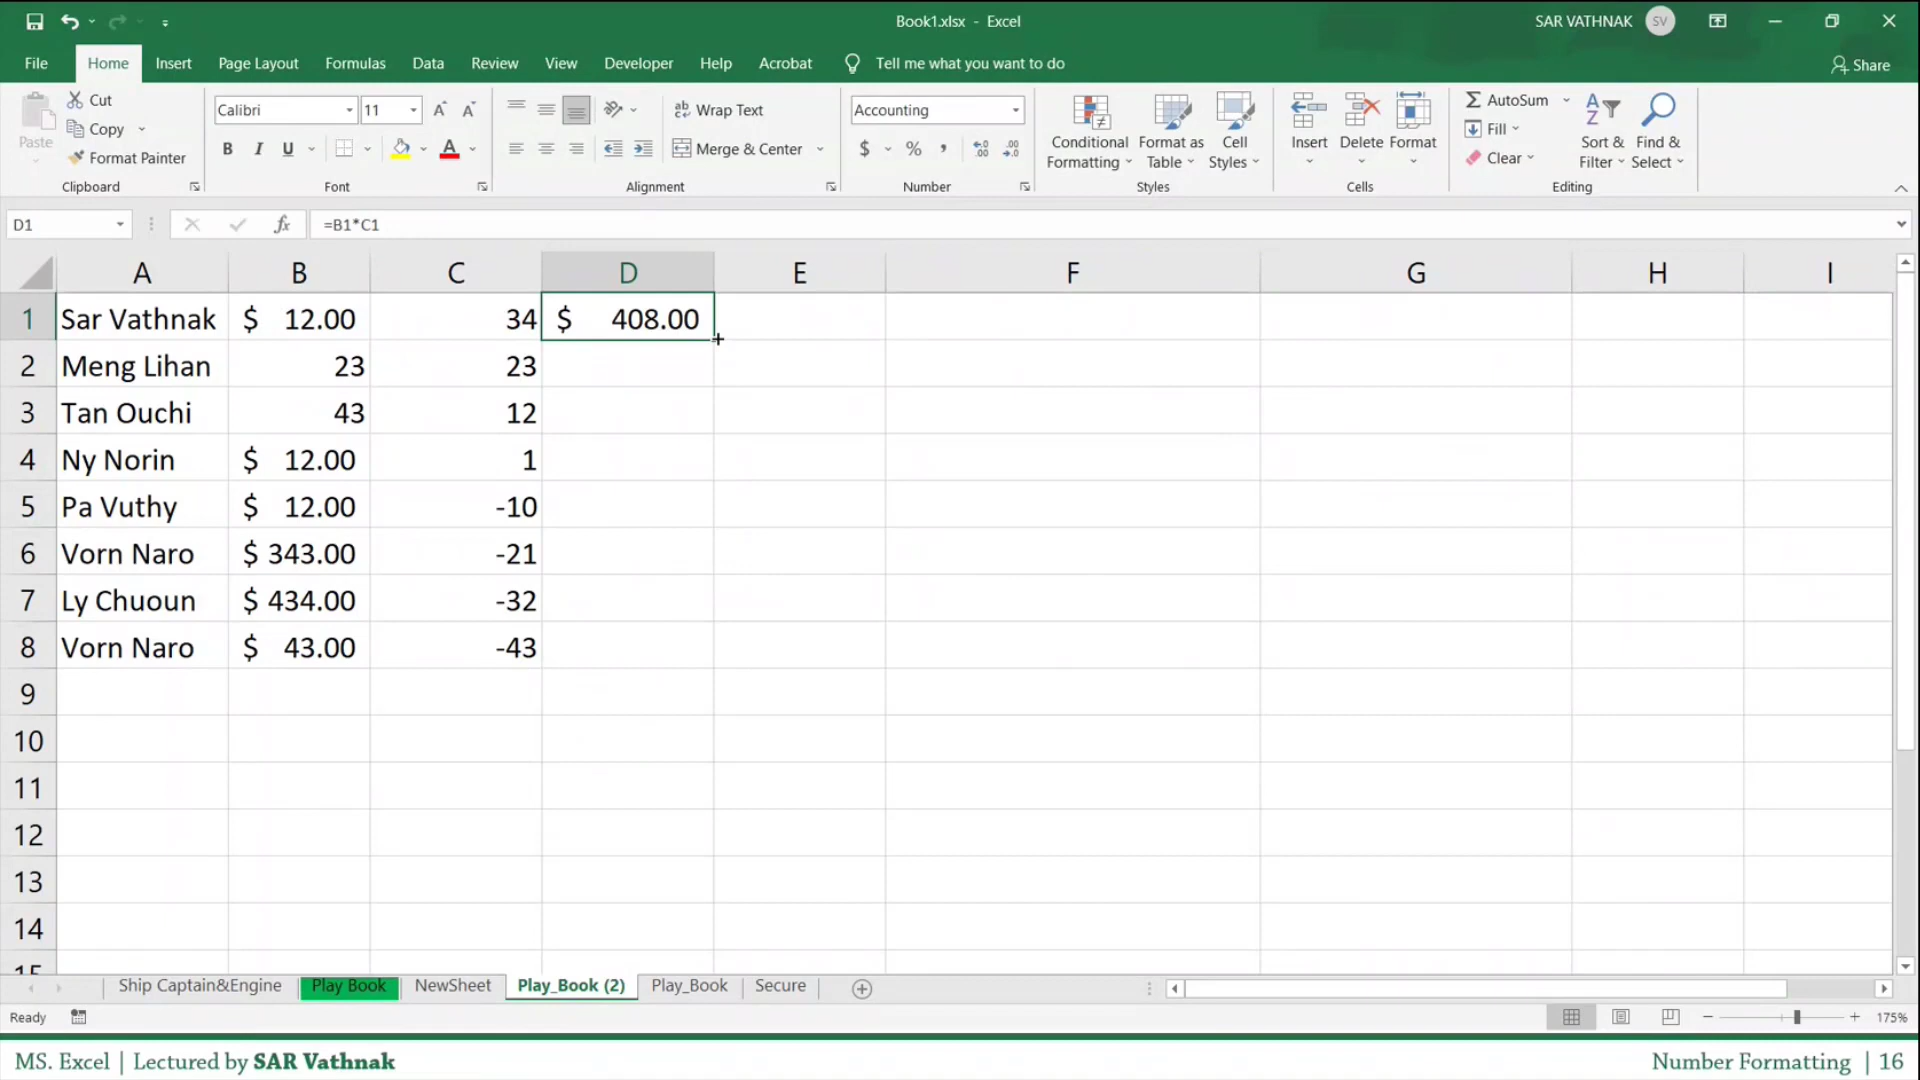 Book1.xlsx - Excel
SAR VATHNAK SV
File Home Insert Page Layout Formulas Data Review View Developer Help Acrobat Tell me what you want to do Share
Paste
Cut
Copy
Format Painter
Clipboard
Calibri 11
B I U A
Font
Wrap Text
Merge & Center
Alignment
Accounting
$ % ,
Number
Conditional Formatting
Format as Table
Cell Styles
Styles
Insert Delete Format
Cells
AutoSum
Fill
Clear
Sort & Filter
Find & Select
Editing
D1 fx =B1*C1
A B C D E F G H I
1 Sar Vathnak $ 12.00 34 $ 408.00
2 Meng Lihan 23 23
3 Tan Ouchi 43 12
4 Ny Norin $ 12.00 1
5 Pa Vuthy $ 12.00 -10
6 Vorn Naro $ 343.00 -21
7 Ly Chuoun $ 434.00 -32
8 Vorn Naro $ 43.00 -43
9
10
11
12
13
14
15
Ship Captain&Engine Play Book NewSheet Play_Book (2) Play_Book Secure
Ready 175%
MS. Excel | Lectured by SAR Vathnak Number Formatting | 16